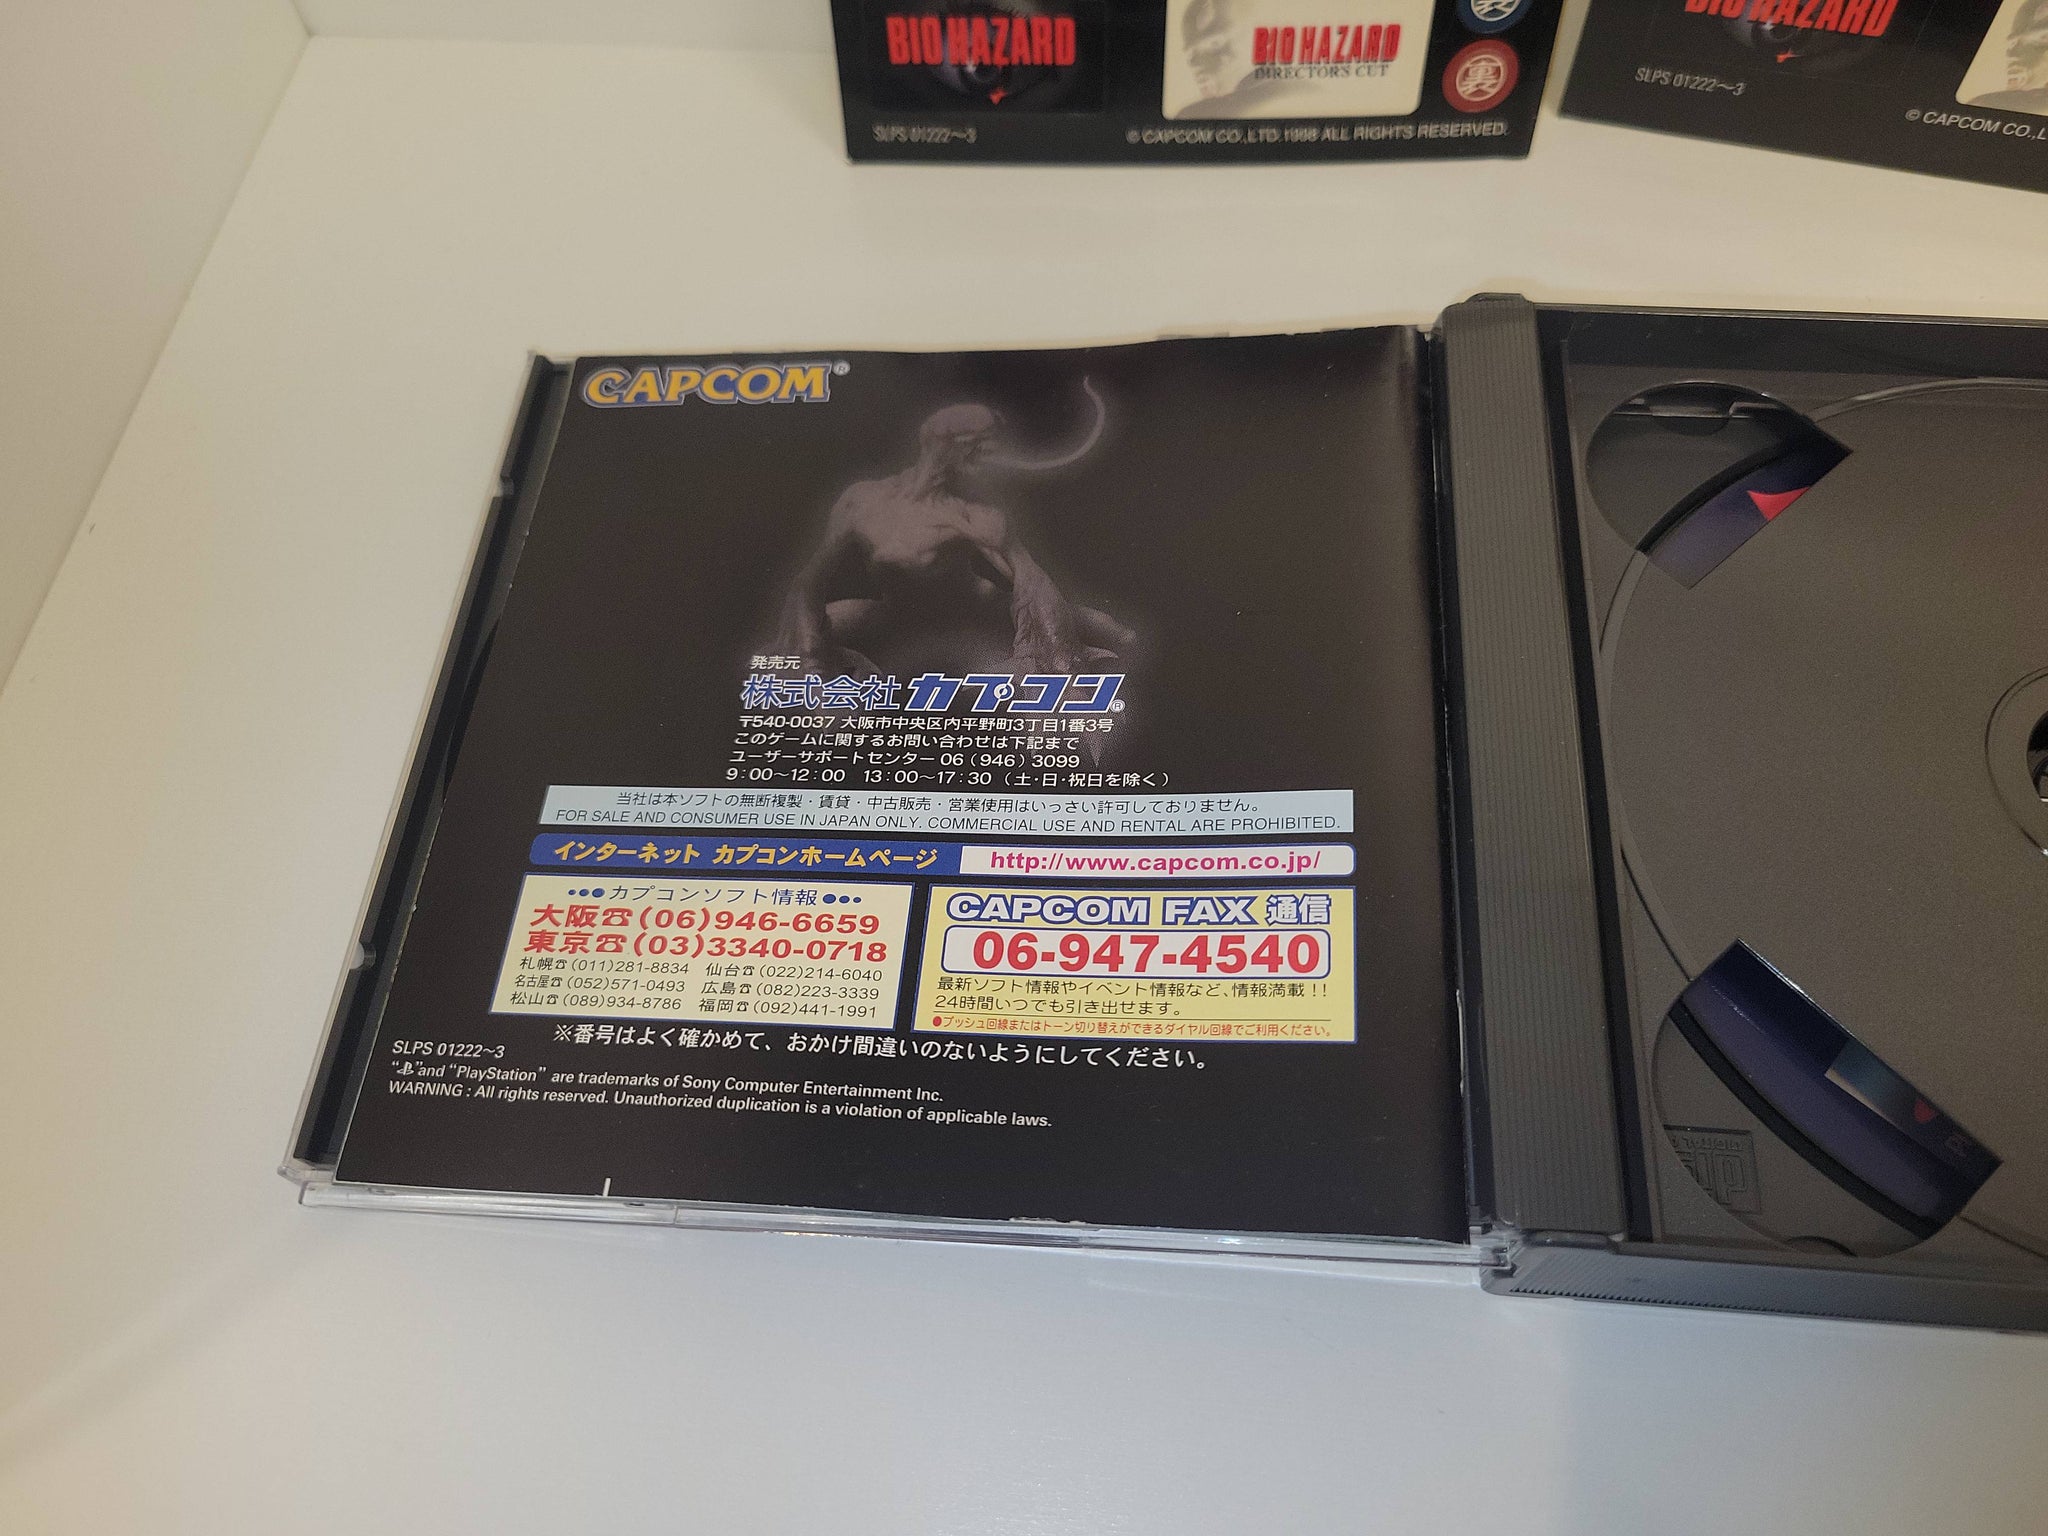 BIO HAZARD
BIO HAZARD
DIRECTOR'S CUT
裏
SLPS 01222～3
© CAPCOM CO.,LTD.1998 ALL RIGHTS RESERVED.
BIO HAZARD
SLPS 01222～3
© CAPCOM CO.,L
CAPCOM®
発売元
株式会社カプコン®
〒540-0037 大阪市中央区内平野町3丁目1番3号
このゲームに関するお問い合わせは下記まで
ユーザーサポートセンター 06（946）3099
9：00～12：00　13：00～17：30（土・日・祝日を除く）
当社は本ソフトの無断複製・賃貸・中古販売・営業使用はいっさい許可しておりません。
FOR SALE AND CONSUMER USE IN JAPAN ONLY. COMMERCIAL USE AND RENTAL ARE PROHIBITED.
インターネット カプコンホームページ http://www.capcom.co.jp/
●●●カプコンソフト情報●●●
大阪☎(06)946-6659
東京☎(03)3340-0718
札幌☎(011)281-8834 仙台☎(022)214-6040
名古屋☎(052)571-0493 広島☎(082)223-3339
松山☎(089)934-8786 福岡☎(092)441-1991
CAPCOM FAX 通信
06-947-4540
最新ソフト情報やイベント情報など、情報満載！！
24時間いつでも引き出せます。
●プッシュ回線またはトーン切り替えができるダイヤル回線でご利用ください。
※番号はよく確かめて、おかけ間違いのないようにしてください。
SLPS 01222～3
“PS”and “PlayStation” are trademarks of Sony Computer Entertainment Inc.
WARNING : All rights reserved. Unauthorized duplication is a violation of applicable laws.